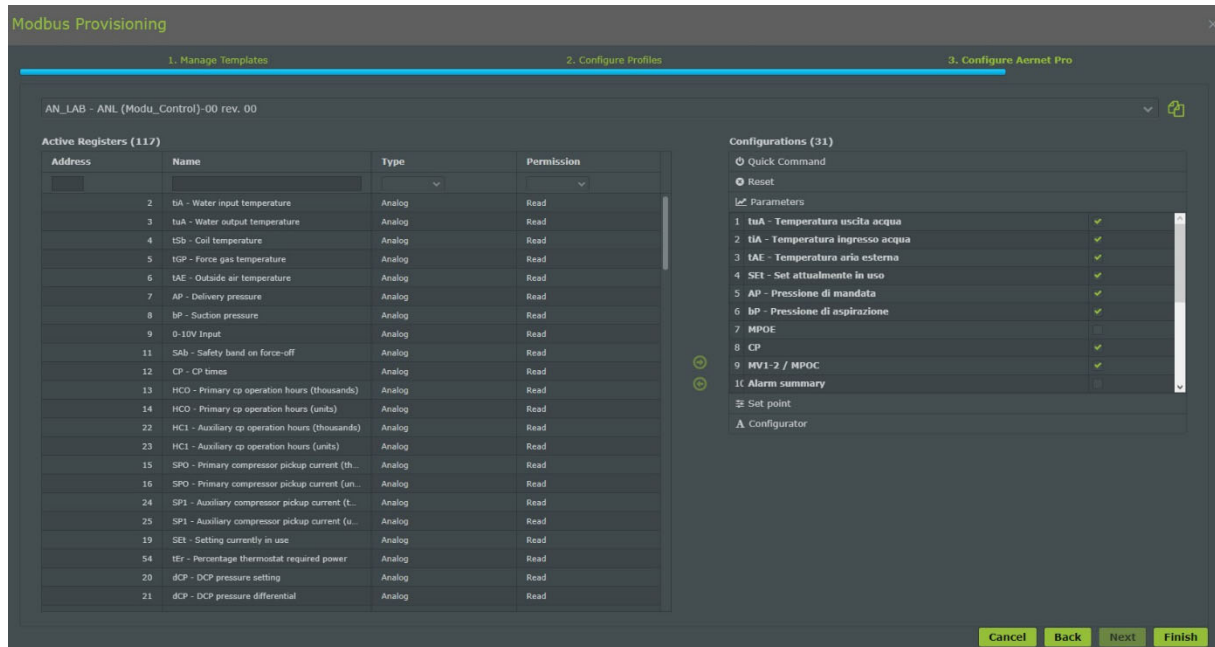 Modbus Provisioning
1. Manage Templates 2. Configure Profiles 3. Configure Aernet Pro
AN_LAB - ANL (Modu_Control)-00 rev. 00
Active Registers (117)
Address Name Type Permission
2 tiA - Water input temperature Analog Read
3 tuA - Water output temperature Analog Read
4 tSb - Coil temperature Analog Read
5 tGP - Force gas temperature Analog Read
6 tAE - Outside air temperature Analog Read
7 AP - Delivery pressure Analog Read
8 bP - Suction pressure Analog Read
9 0-10V Input Analog Read
11 SAb - Safety band on force-off Analog Read
12 CP - CP times Analog Read
13 HCO - Primary cp operation hours (thousands) Analog Read
14 HCO - Primary cp operation hours (units) Analog Read
22 HC1 - Auxiliary cp operation hours (thousands) Analog Read
23 HC1 - Auxiliary cp operation hours (units) Analog Read
15 SPO - Primary compressor pickup current (th... Analog Read
16 SPO - Primary compressor pickup current (un... Analog Read
24 SP1 - Auxiliary compressor pickup current (t... Analog Read
25 SP1 - Auxiliary compressor pickup current (u... Analog Read
19 SEt - Setting currently in use Analog Read
54 tEr - Percentage thermostat required power Analog Read
20 dCP - DCP pressure setting Analog Read
21 dCP - DCP pressure differential Analog Read
Configurations (31)
Quick Command
Reset
Parameters
1 tuA - Temperatura uscita acqua
2 tiA - Temperatura ingresso acqua
3 tAE - Temperatura aria esterna
4 SEt - Set attualmente in uso
5 AP - Pressione di mandata
6 bP - Pressione di aspirazione
7 MPOE
8 CP
9 MV1-2 / MPOC
10 Alarm summary
Set point
Configurator
Cancel Back Next Finish